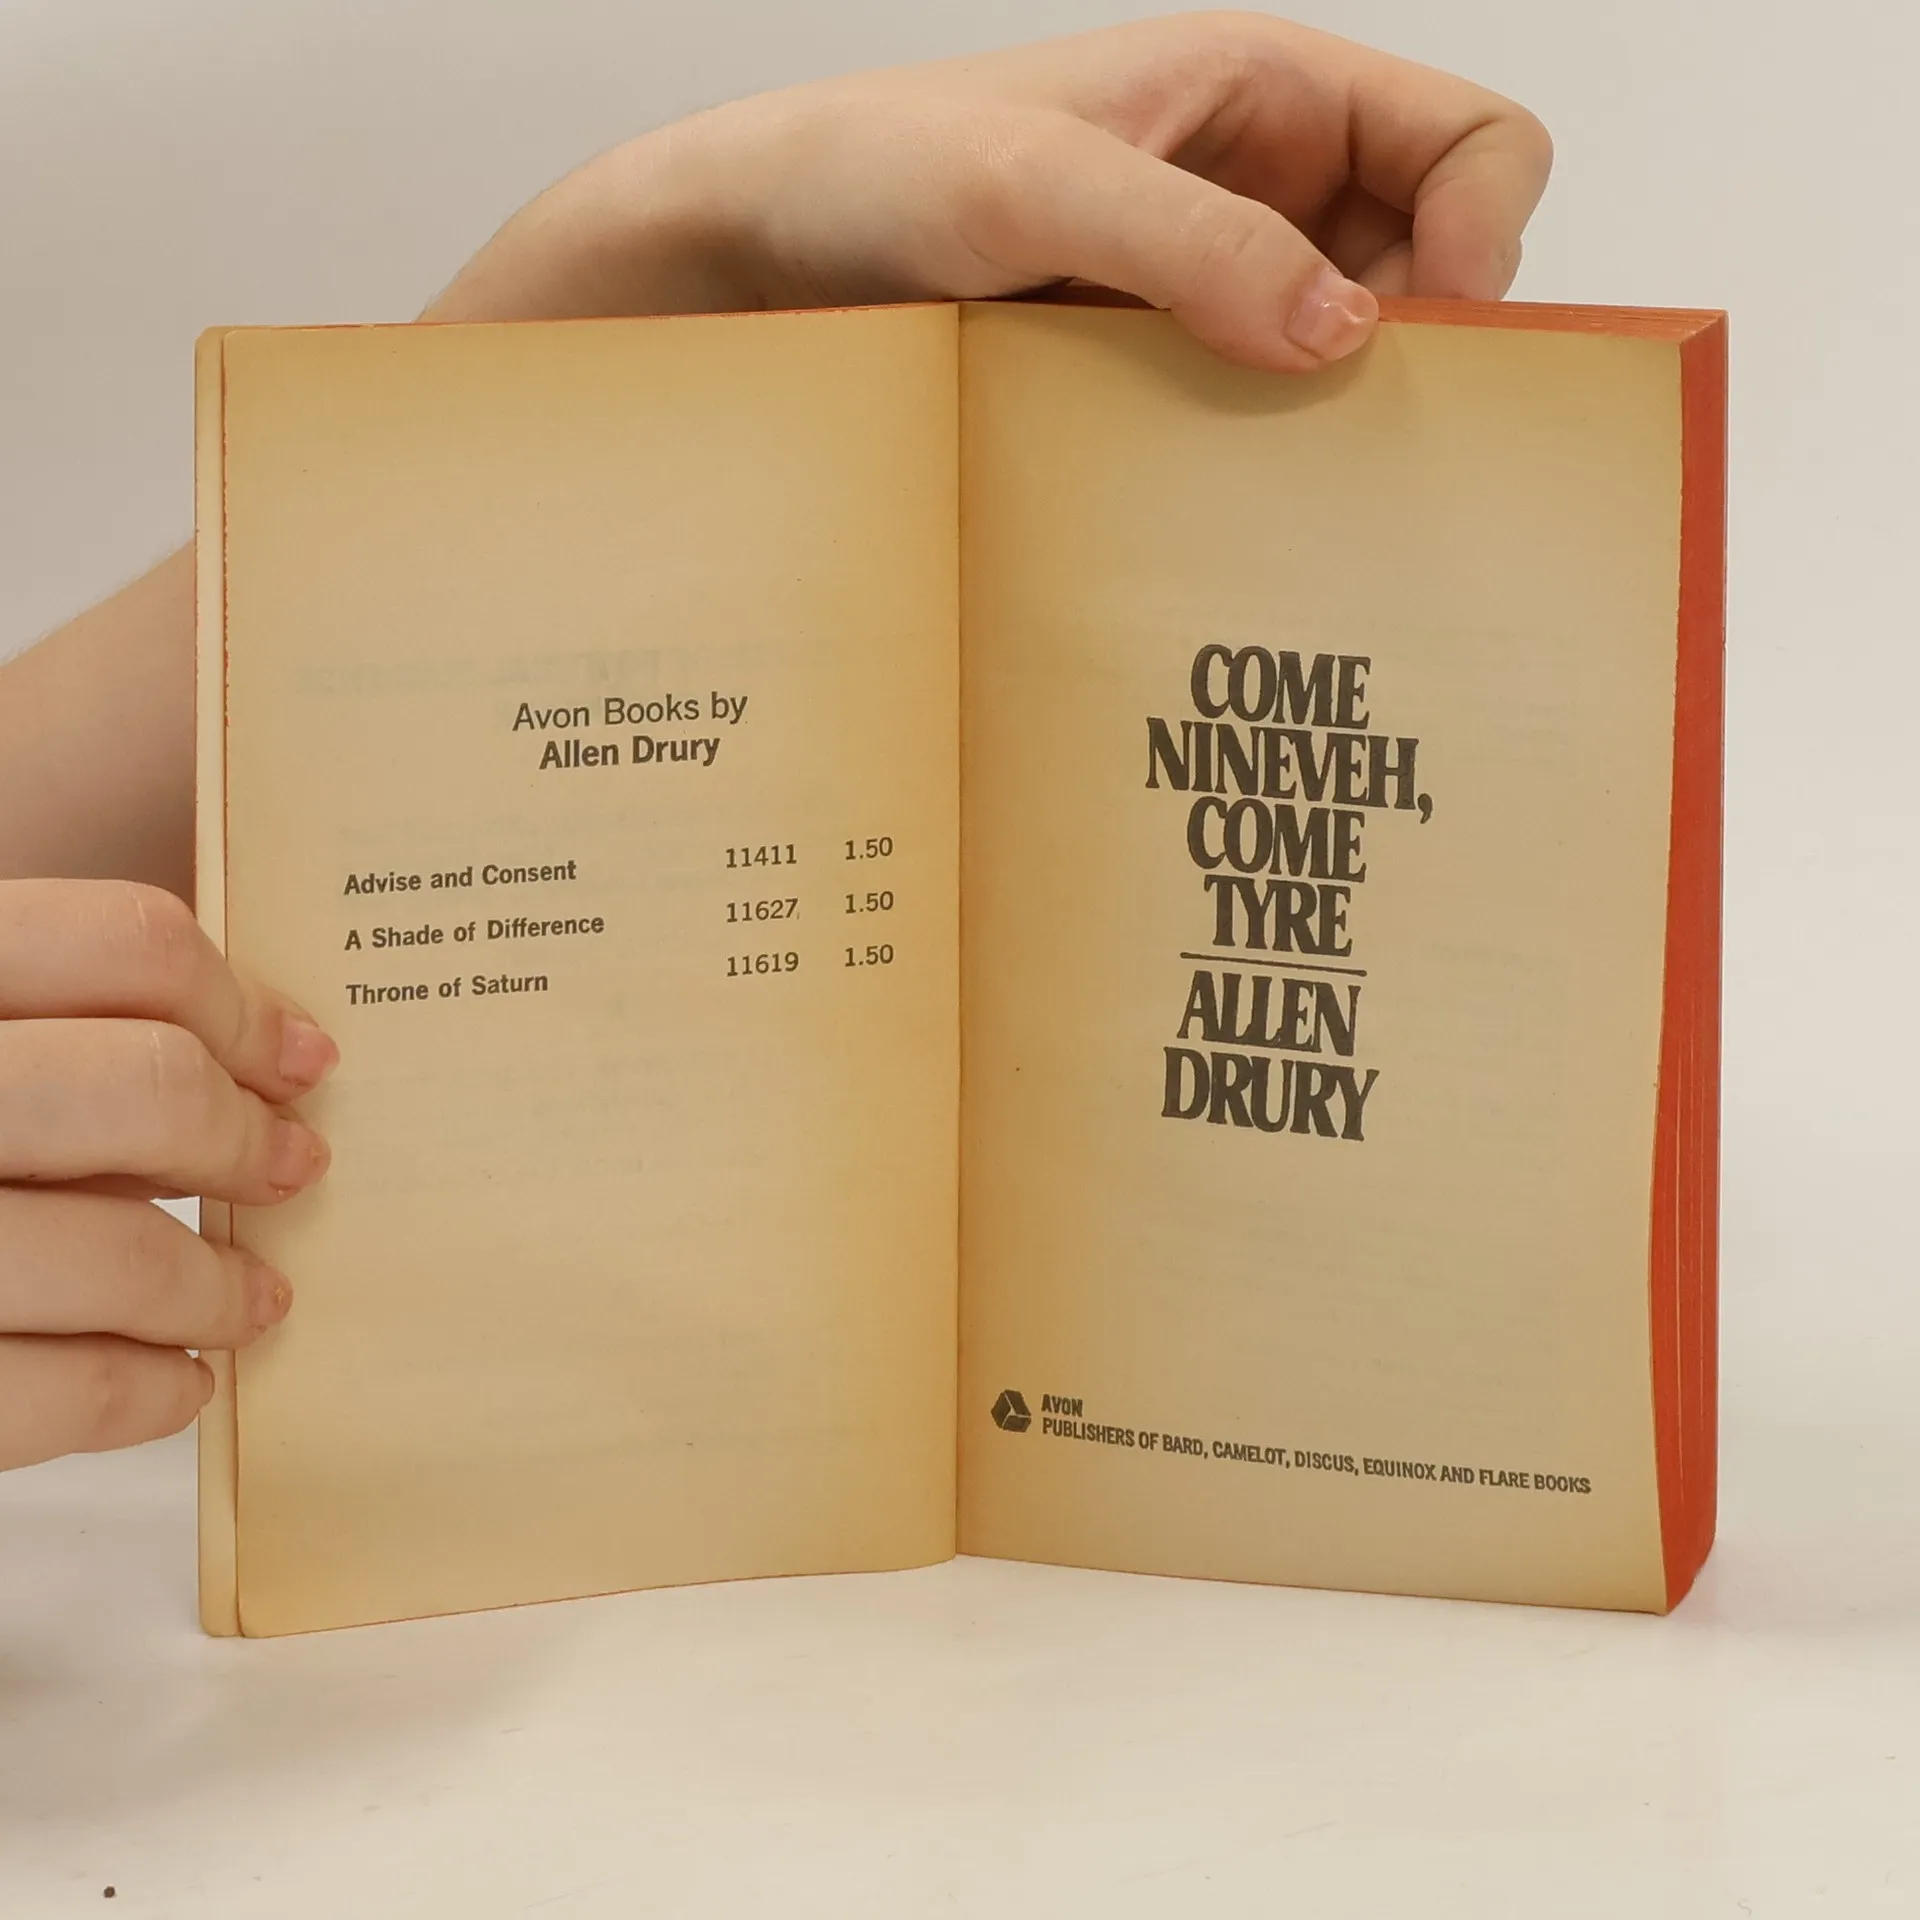 Avon Books by
Allen Drury
Advise and Consent 11411 1.50
A Shade of Difference 11627 1.50
Throne of Saturn 11619 1.50
COME
NINEVEH,
COME
TYRE
ALLEN
DRURY
AVON
PUBLISHERS OF BARD, CAMELOT, DISCUS, EQUINOX AND FLARE BOOKS